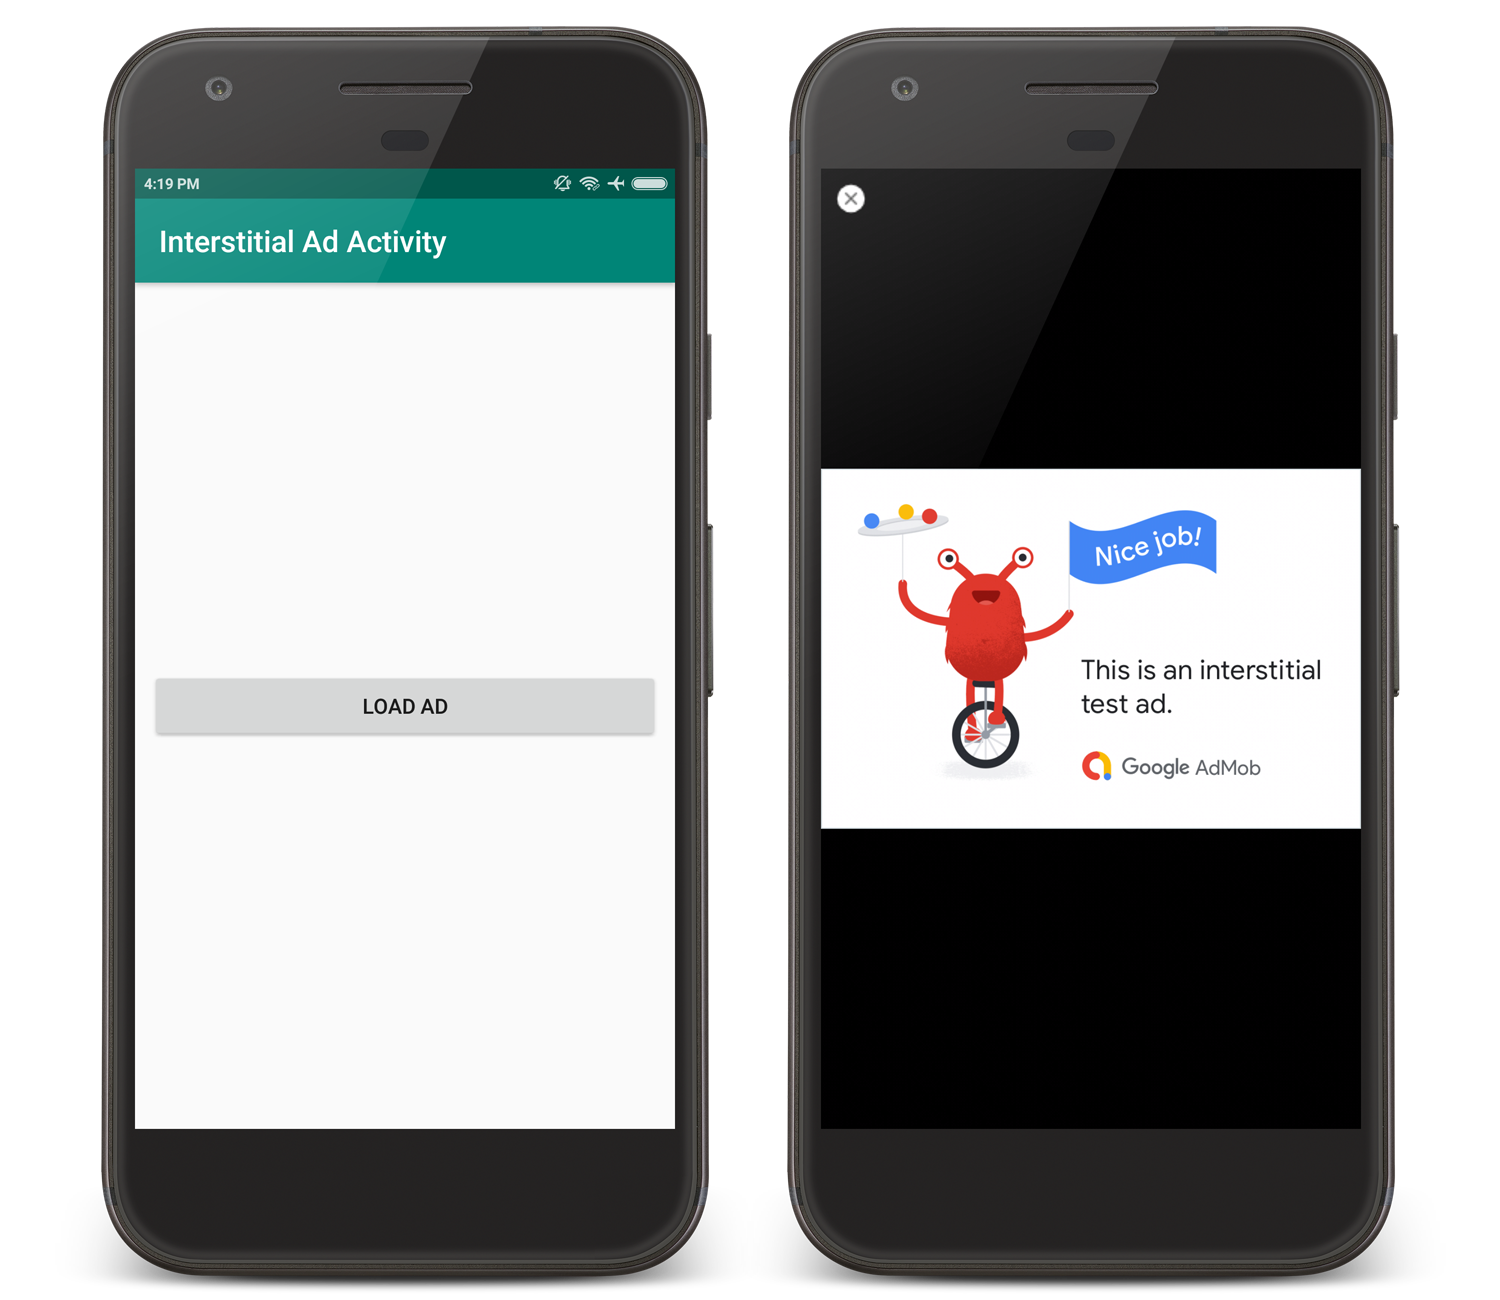 4:19 PM
Interstitial Ad Activity
LOAD AD
Nice job!
This is an interstitial
test ad.
Google AdMob